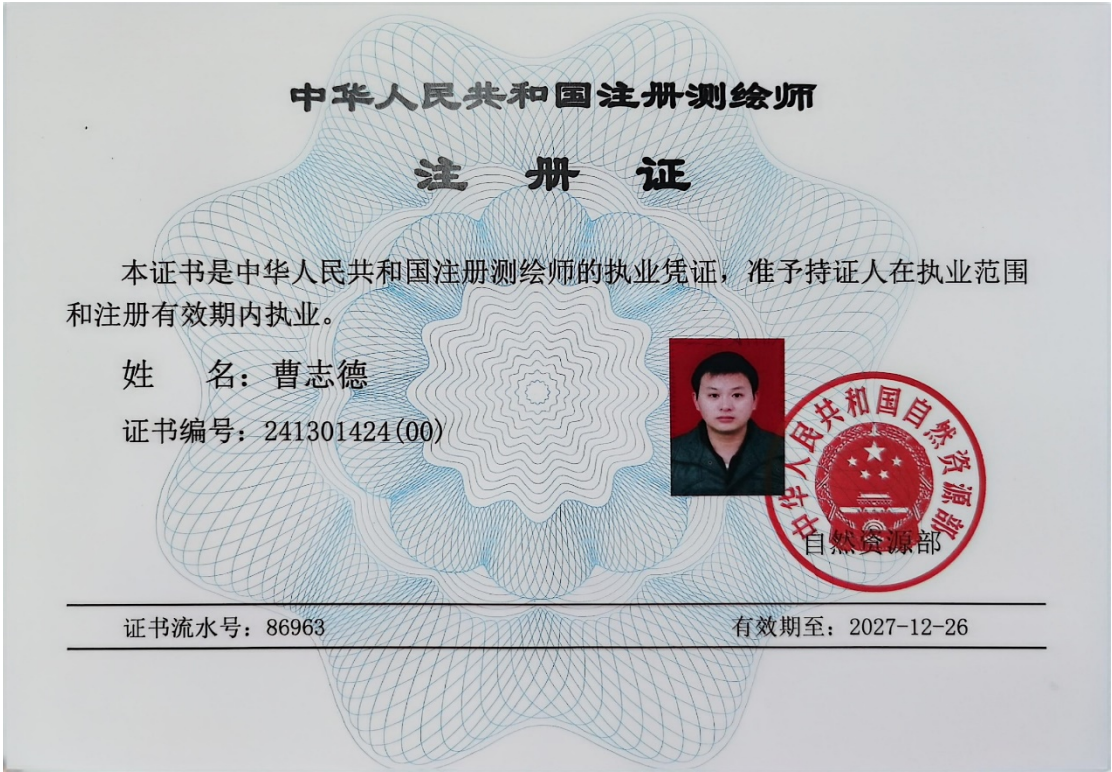 中华人民共和国注册测绘师
注册证
本证书是中华人民共和国注册测绘师的执业凭证，准予持证人在执业范围
和注册有效期内执业。
姓 名：曹志德
证书编号：241301424(00)
中华人民共和国自然资源部
自然资源部
证书流水号：86963
有效期至：2027-12-26